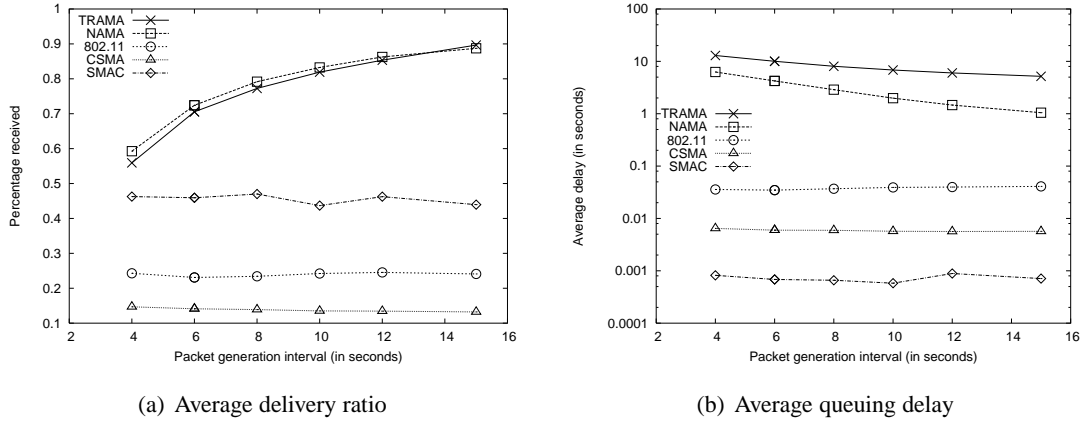 1
0.9
0.8
0.7
0.6
0.5
0.4
0.3
0.2
0.1
2 4 6 8 10 12 14 16
Percentage received
Packet generation interval (in seconds)
TRAMA
NAMA
802.11
CSMA
SMAC
(a) Average delivery ratio
100
10
1
0.1
0.01
0.001
0.0001
2 4 6 8 10 12 14 16
Average delay (in seconds)
Packet generation interval (in seconds)
TRAMA
NAMA
802.11
CSMA
SMAC
(b) Average queuing delay